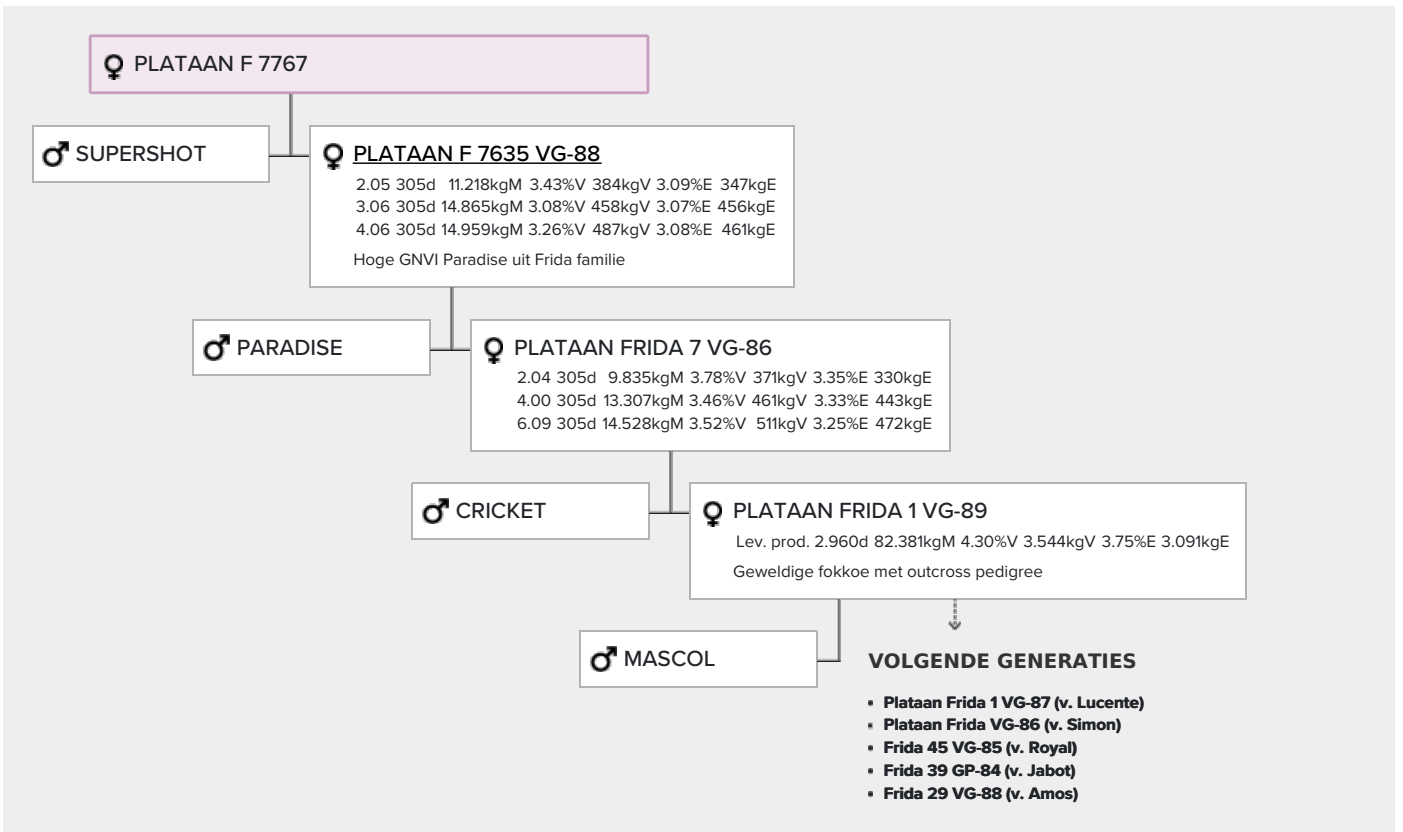 PLATAAN F 7767
SUPERSHOT
PLATAAN F 7635 VG-88
2.05 305d 11.218kgM 3.43%V 384kgV 3.09%E 347kgE
3.06 305d 14.865kgM 3.08%V 458kgV 3.07%E 456kgE
4.06 305d 14.959kgM 3.26%V 487kgV 3.08%E 461kgE
Hoge GNVI Paradise uit Frida familie
PARADISE
PLATAAN FRIDA 7 VG-86
2.04 305d 9.835kgM 3.78%V 371kgV 3.35%E 330kgE
4.00 305d 13.307kgM 3.46%V 461kgV 3.33%E 443kgE
6.09 305d 14.528kgM 3.52%V 511kgV 3.25%E 472kgE
CRICKET
PLATAAN FRIDA 1 VG-89
Lev. prod. 2.960d 82.381kgM 4.30%V 3.544kgV 3.75%E 3.091kgE
Geweldige fokkoe met outcross pedigree
MASCOL
VOLGENDE GENERATIES
• Plataan Frida 1 VG-87 (v. Lucente)
• Plataan Frida VG-86 (v. Simon)
• Frida 45 VG-85 (v. Royal)
• Frida 39 GP-84 (v. Jabot)
• Frida 29 VG-88 (v. Amos)